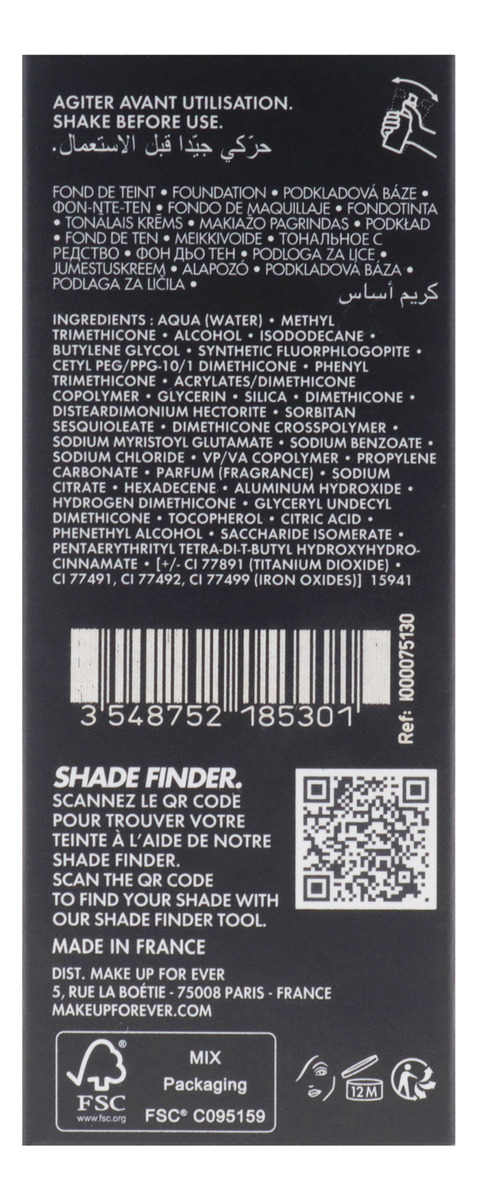 AGITER AVANT UTILISATION.
SHAKE BEFORE USE.
حرّكي جيّدا قبل الاستعمال.
FOND DE TEINT • FOUNDATION • PODKLADOVÁ BÁZE •
ФОН-NTE-TEN • FONDO DE MAQUILLAJE • FONDOTINTA
• TONĀLAIS KRĒMS • MAKIAŽO PAGRINDAS • PODKŁAD
• FOND DE TEN • MEIKKIVOIDE • ТОНАЛЬНОЕ С
РЕДСТВО • ФОН ДЬО ТЕН • PODLOGA ZA LICE •
JUMESTUSKREEM • ALAPOZÓ • PODKLADOVÁ BÁZA •
PODLAGA ZA LIČILA •
كريم أساس
INGREDIENTS : AQUA (WATER) • METHYL
TRIMETHICONE • ALCOHOL • ISODODECANE •
BUTYLENE GLYCOL • SYNTHETIC FLUORPHLOGOPITE •
CETYL PEG/PPG-10/1 DIMETHICONE • PHENYL
TRIMETHICONE • ACRYLATES/DIMETHICONE
COPOLYMER • GLYCERIN • SILICA • DIMETHICONE •
DISTEARDIMONIUM HECTORITE • SORBITAN
SESQUIOLEATE • DIMETHICONE CROSSPOLYMER •
SODIUM MYRISTOYL GLUTAMATE • SODIUM BENZOATE •
SODIUM CHLORIDE • VP/VA COPOLYMER • PROPYLENE
CARBONATE • PARFUM (FRAGRANCE) • SODIUM
CITRATE • HEXADECENE • ALUMINUM HYDROXIDE •
HYDROGEN DIMETHICONE • GLYCERYL UNDECYL
DIMETHICONE • TOCOPHEROL • CITRIC ACID •
PHENETHYL ALCOHOL • SACCHARIDE ISOMERATE •
PENTAERYTHRITYL TETRA-DI-T-BUTYL HYDROXYHYDRO-
CINNAMATE • [+/- CI 77891 (TITANIUM DIOXIDE) •
CI 77491, CI 77492, CI 77499 (IRON OXIDES)] 15941
3 548752 185301
Ref: I000075130
SHADE FINDER.
SCANNEZ LE QR CODE
POUR TROUVER VOTRE
TEINTE À L'AIDE DE NOTRE
SHADE FINDER.
SCAN THE QR CODE
TO FIND YOUR SHADE WITH
OUR SHADE FINDER TOOL.
MADE IN FRANCE
DIST. MAKE UP FOR EVER
5, RUE LA BOÉTIE - 75008 PARIS - FRANCE
MAKEUPFOREVER.COM
FSC
www.fsc.org
MIX
Packaging
FSC® C095159
12M